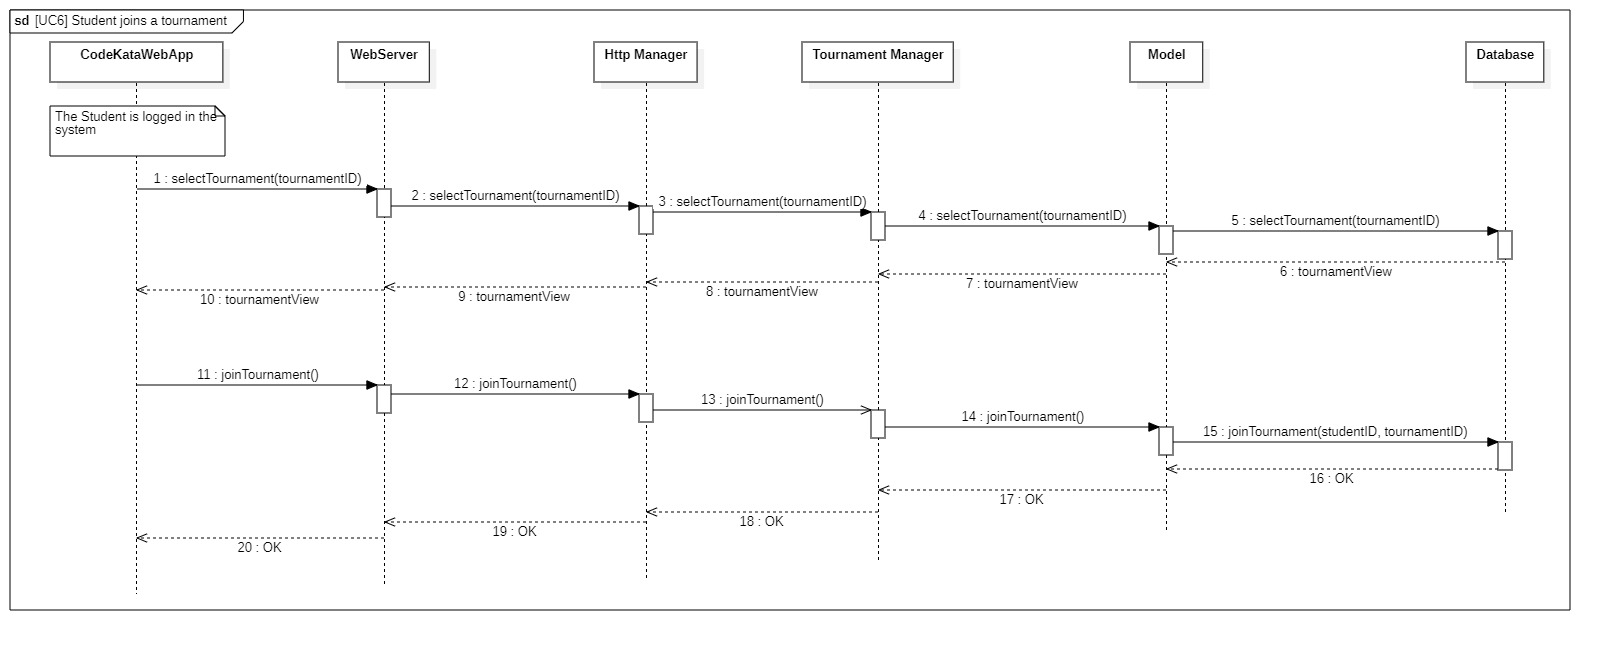 sd [UC6] Student joins a tournament
CodeKataWebApp
WebServer
Http Manager
Tournament Manager
Model
Database
The Student is logged in the
system
1 : selectTournament(tournamentID)
2 : selectTournament(tournamentID)
3 : selectTournament(tournamentID)
4 : selectTournament(tournamentID)
5 : selectTournament(tournamentID)
6 : tournamentView
7 : tournamentView
8 : tournamentView
9 : tournamentView
10 : tournamentView
11 : joinTournament()
12 : joinTournament()
13 : joinTournament()
14 : joinTournament()
15 : joinTournament(studentID, tournamentID)
16 : OK
17 : OK
18 : OK
19 : OK
20 : OK